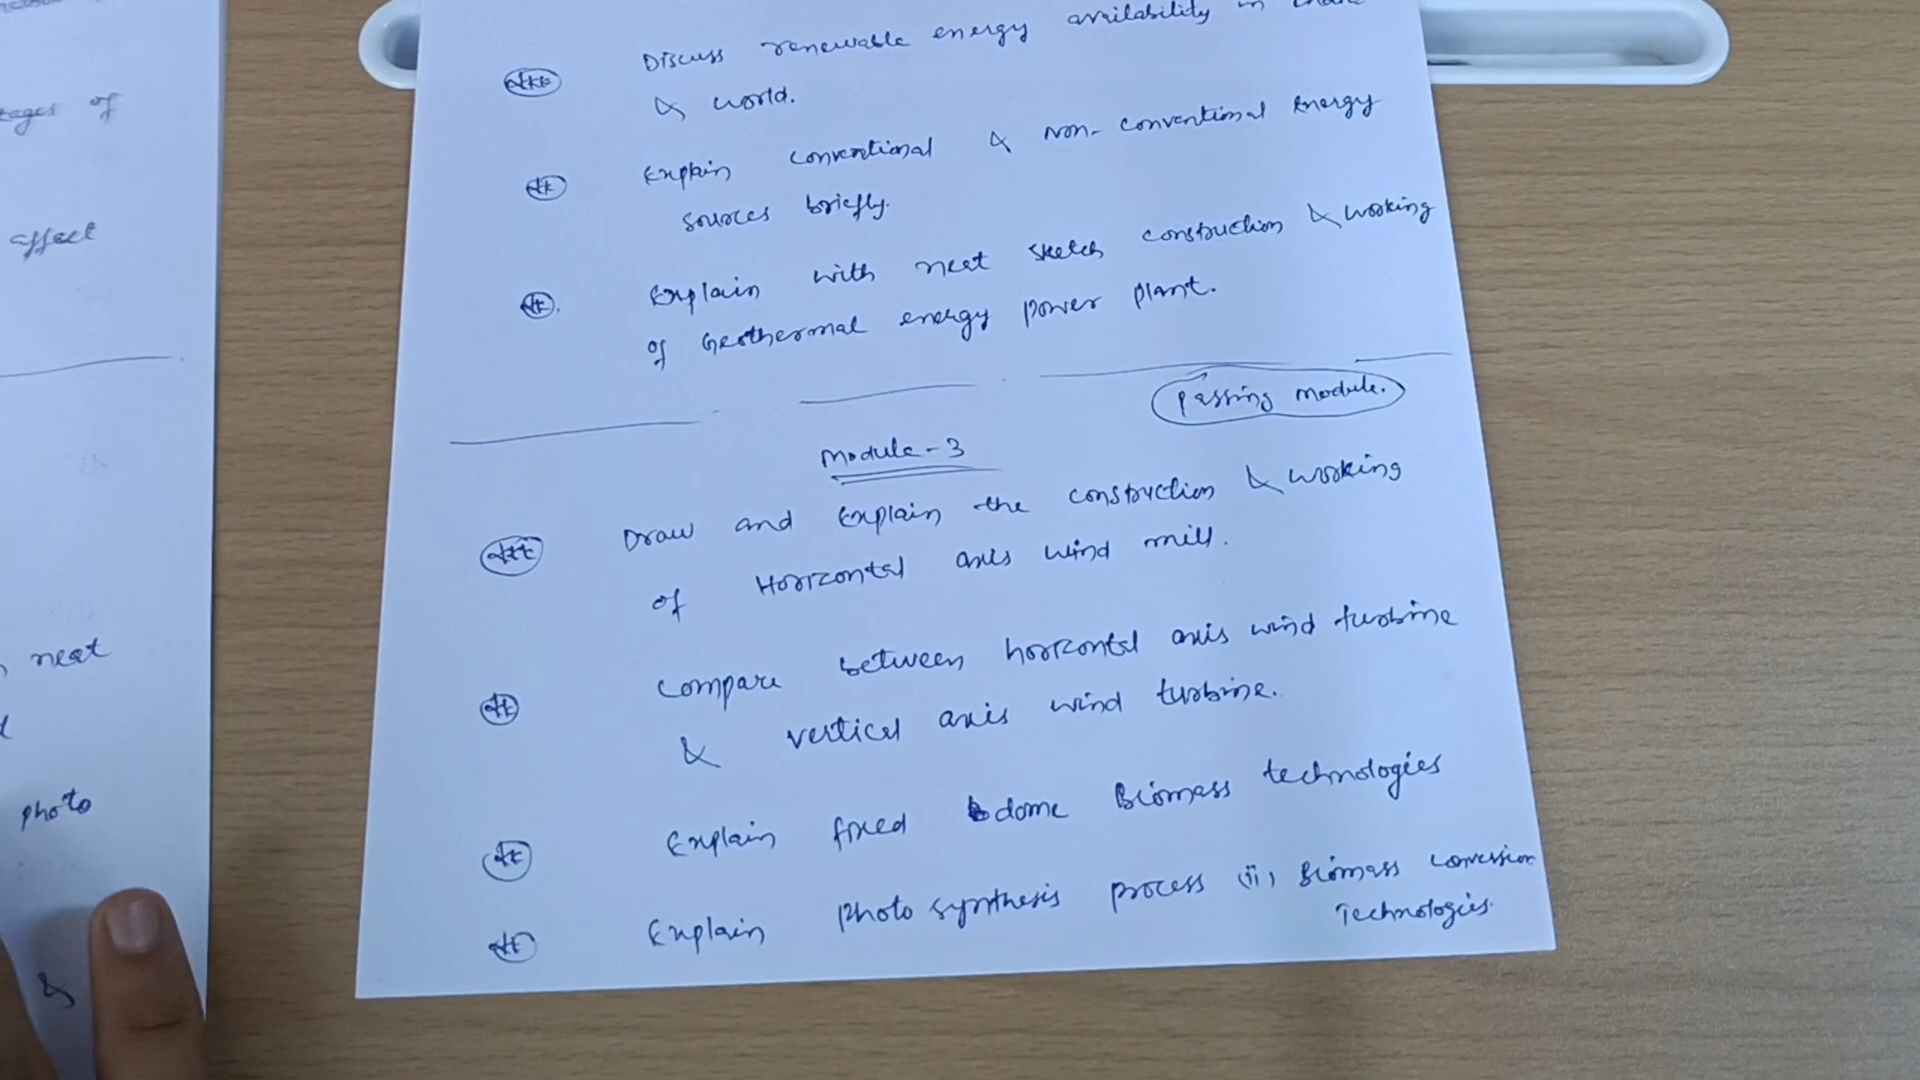 tages of
affect
neat
photo
&
Discuss renewable energy availability in
& world.
Explain conventional & Non-conventional Energy
sources briefly.
Explain with neat sketch construction & working
of Geothermal energy power plant.
Passing module.
Module-3
Draw and Explain the construction & working
of Horizontal axis wind mill.
Compare between horizontal axis wind turbine
& vertical axis wind turbine.
Explain fixed dome Biomass technologies
Explain Photo synthesis process (ii) Biomass conversion
Technologies.